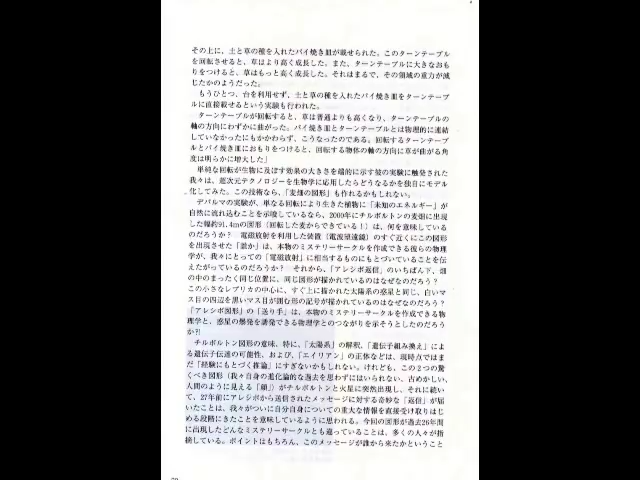 その上に、土と草の種を入れたパイ焼き皿が載せられた。このターンテーブル
を回転させると、草はより高く成長した。また、ターンテーブルに大きなおも
りをつけると、草はもっと高く成長した。それはまるで、その領域の重力が減
じたかのようだった。
もうひとつ、台を利用せず、土と草の種を入れたパイ焼き皿をターンテーブ
ルに直接載せるという実験も行われた。
ターンテーブルが回転すると、草は普通よりも高くなり、ターンテーブルの
軸の方向にわずかに曲がった。パイ焼き皿とターンテーブルとは物理的に連結
していなかったにもかかわらず、こうなったのである。回転するターンテーブ
ルとパイ焼き皿におもりをつけると、回転する物体の軸の方向に草が曲がる角
度は明らかに増大した」
単純な回転が生物に及ぼす効果の大きさを端的に示す彼の実験に触発された
我々は、超次元テクノロジーを生物学に応用したらどうなるかを独自にモデル
化してみた。この技術なら、「麦畑の図形」も作れるかもしれない。
デパルマの実験が、単なる回転により生きた植物に「未知のエネルギー」が
自然に流れ込むことを示唆しているなら、2000年にチルボルトンの麦畑に出現
した幅約91.4mの図形（回転した麦からできている！）は、何を意味している
のだろうか？ 電磁放射を利用した装置（電波望遠鏡）のすぐ近くにこの図形
を出現させた「誰か」は、本物のミステリーサークルを作成できる彼らの物理
学が、我々にとっての「電磁放射」に相当するものにもとづいていることを伝
えたがっているのだろうか？ それから、「アレシボ返信」のいちばん下、畑
の中のまったく同じ位置に、同じ図形が描かれているのはなぜなのだろう？
この小さなレプリカの中心に、すぐ上に描かれた太陽系の惑星と同じ、白いマ
ス目の四辺を黒いマス目が囲む形の記号が描かれているのはなぜなのだろう？
「アレシボ図形」の「送り手」は、本物のミステリーサークルを作成できる物
理学と、惑星の爆発を誘発できる物理学とのつながりを示そうとしたのだろう
か?!
チルボルトン図形の意味、特に、「太陽系」の解釈、「遺伝子組み換え」によ
る遺伝子伝達の可能性、および、「エイリアン」の正体などは、現時点ではま
だ「経験にもとづく推論」にすぎないかもしれない。けれども、この2つの驚
くべき図形（我々自身の進化論的な過去を思わずにはいられない、古めかしい、
人間のように見える「顔」）がチルボルトンと火星に突然出現し、それに続い
て、27年前にアレシボから送信されたメッセージに対する奇妙な「返信」が届
いたことは、我々がついに自分自身についての重大な情報を直接受け取りはじ
める段階にきたことを意味しているように思われる。今回の図形が過去26年間
に出現したどんなミステリーサークルとも違っていることは、多くの人々が指
摘している。ポイントはもちろん、このメッセージが誰から来たかということ